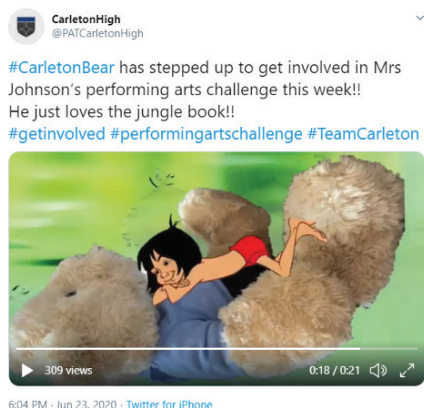 CarletonHigh
@PATCarletonHigh
#CarletonBear has stepped up to get involved in Mrs
Johnson's performing arts challenge this week!!
He just loves the jungle book!!
#getinvolved #performingartschallenge #TeamCarleton
309 views
0:18 / 0:21
6:04 PM · Jun 23, 2020 · Twitter for iPhone